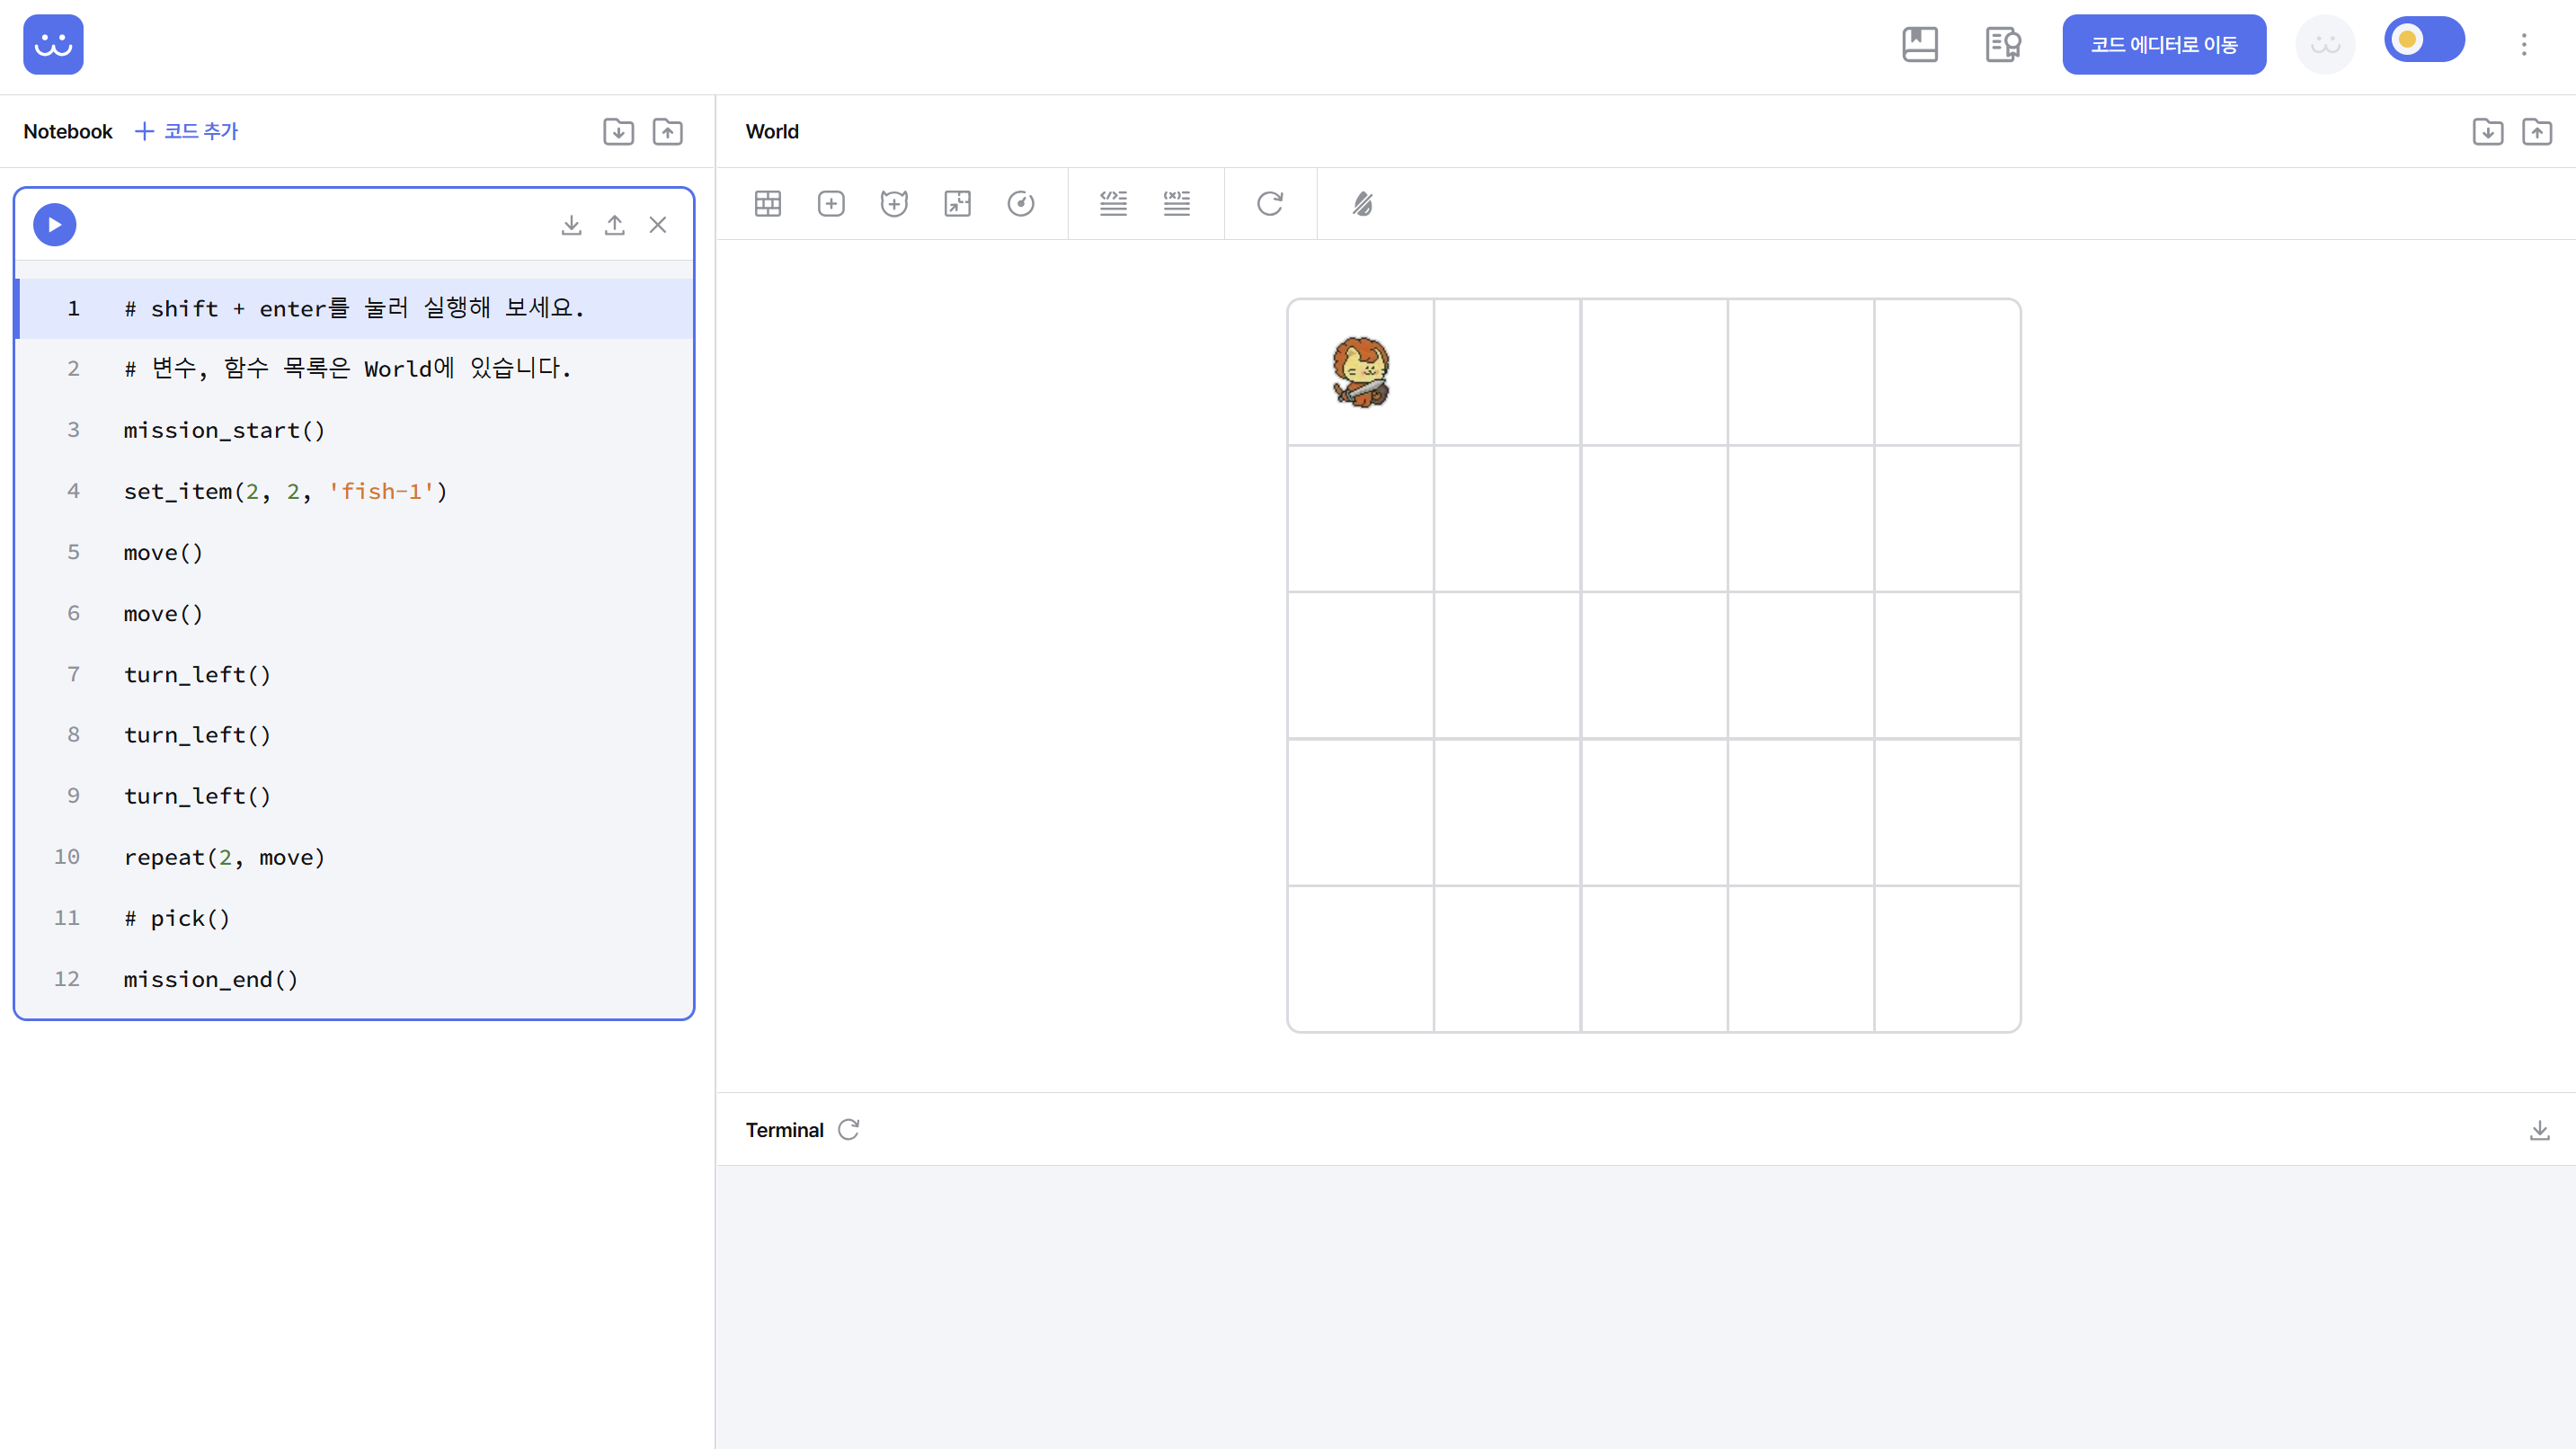 코드 에디터로 이동
Notebook + 코드 추가
World
1 # shift + enter를 눌러 실행해 보세요.
2 # 변수, 함수 목록은 World에 있습니다.
3 mission_start()
4 set_item(2, 2, 'fish-1')
5 move()
6 move()
7 turn_left()
8 turn_left()
9 turn_left()
10 repeat(2, move)
11 # pick()
12 mission_end()
Terminal